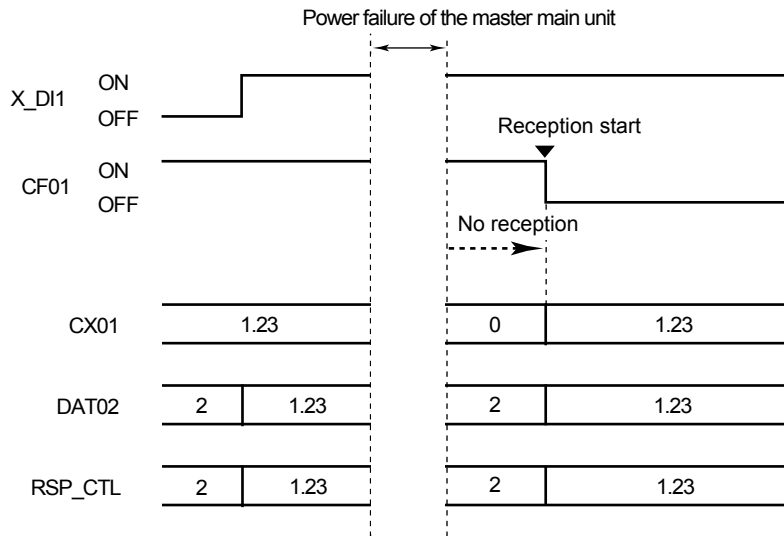 Power failure of the master main unit
X_DI1
ON
OFF
Reception start
CF01
ON
OFF
No reception
CX01 1.23 0 1.23
DAT02 2 1.23 2 1.23
RSP_CTL 2 1.23 2 1.23